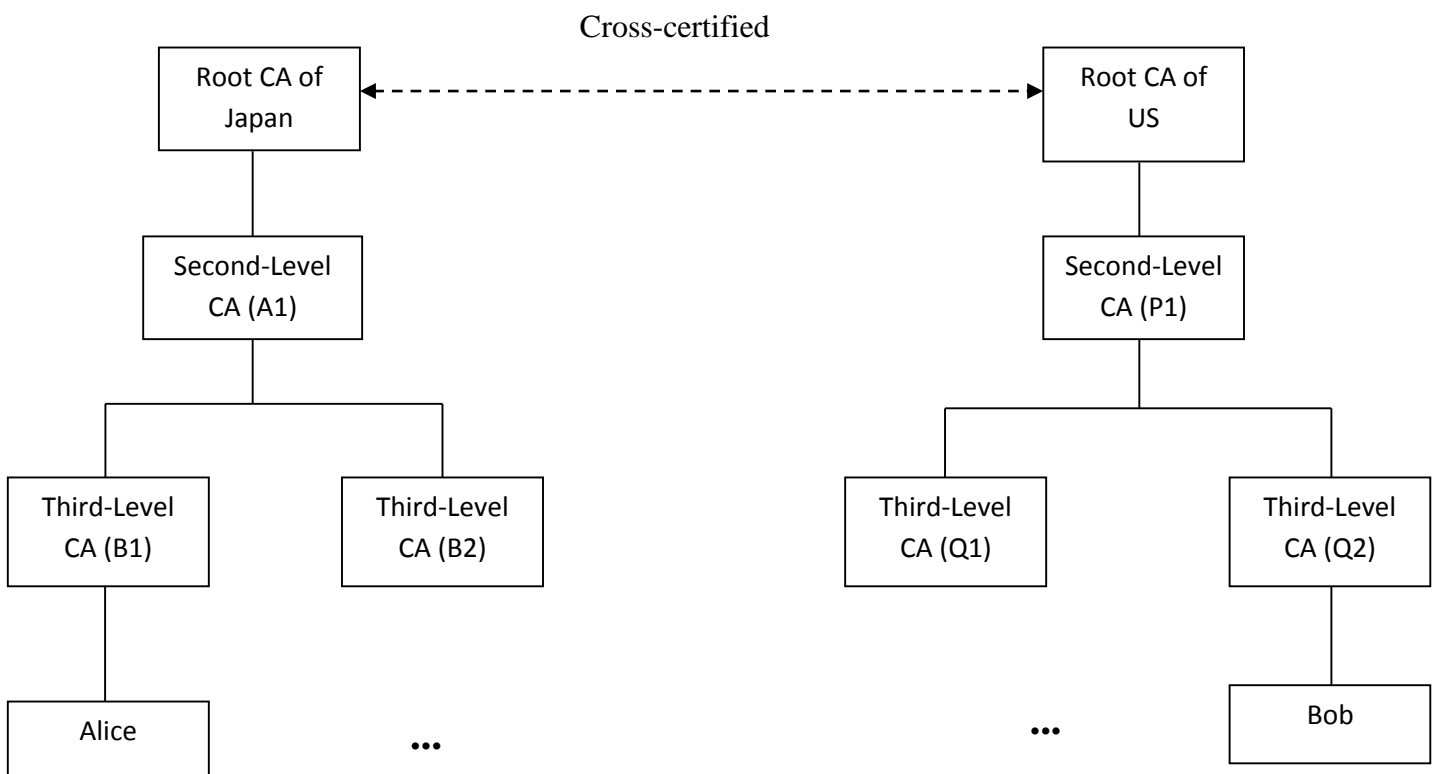 Cross-certified
Root CA of
Japan
Root CA of
US
Second-Level
CA (A1)
Second-Level
CA (P1)
Third-Level
CA (B1)
Third-Level
CA (B2)
Third-Level
CA (Q1)
Third-Level
CA (Q2)
Alice
...
...
Bob